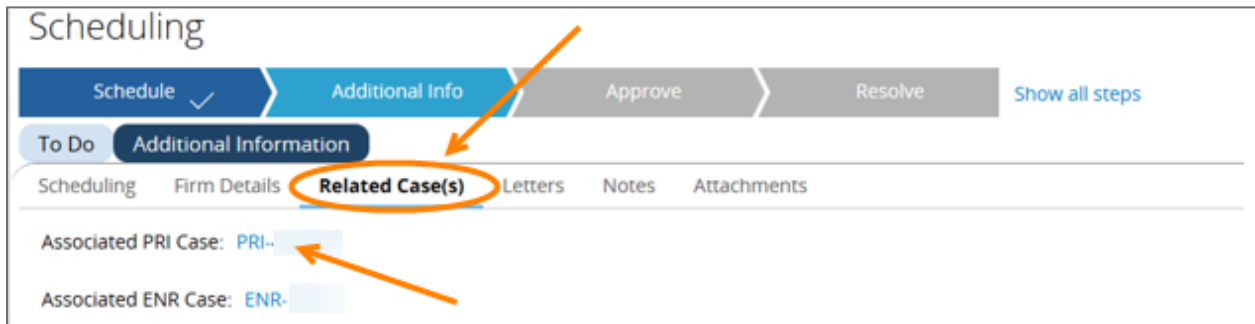 Scheduling
Schedule Additional Info Approve Resolve Show all steps
To Do Additional Information
Scheduling Firm Details Related Case(s) Letters Notes Attachments
Associated PRI Case: PRI-
Associated ENR Case: ENR-